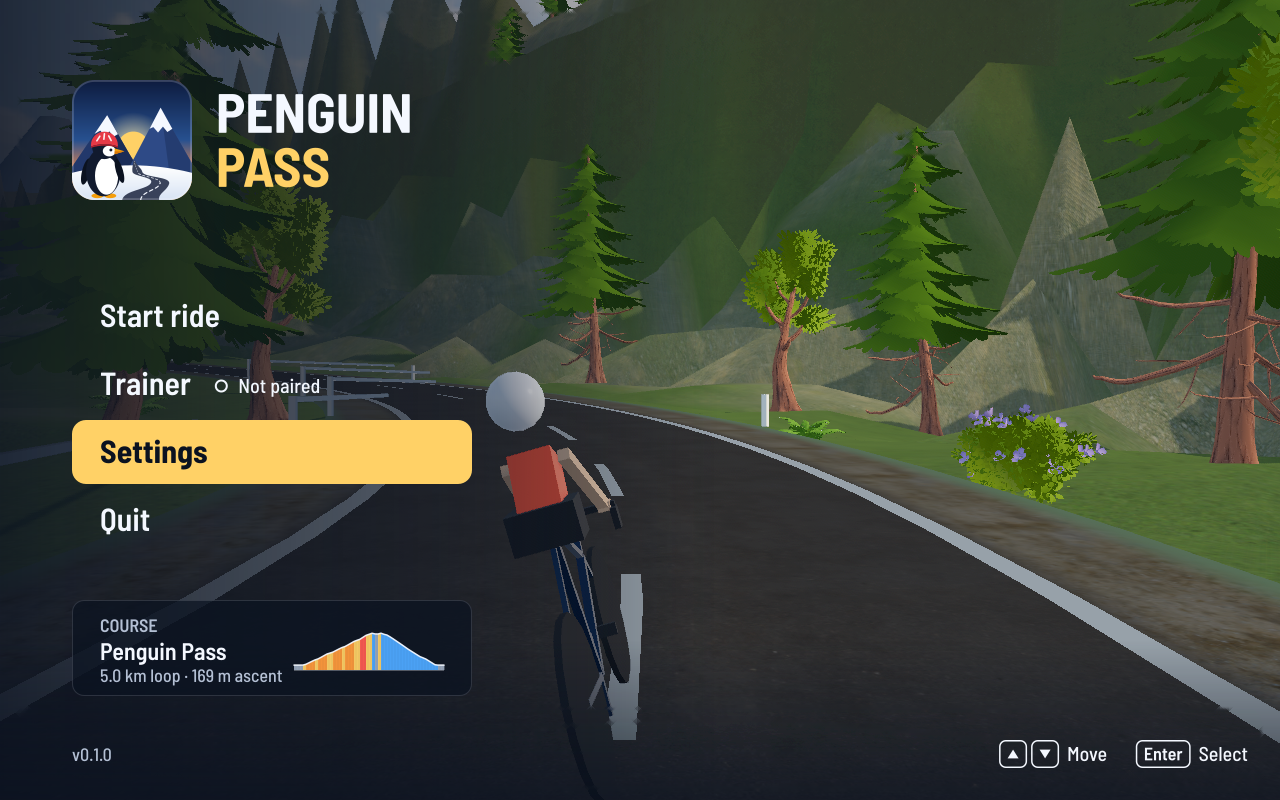 PENGUIN
PASS
Start ride
Trainer Not paired
Settings
Quit
COURSE
Penguin Pass
5.0 km loop · 169 m ascent
v0.1.0
▲ ▼ Move Enter Select